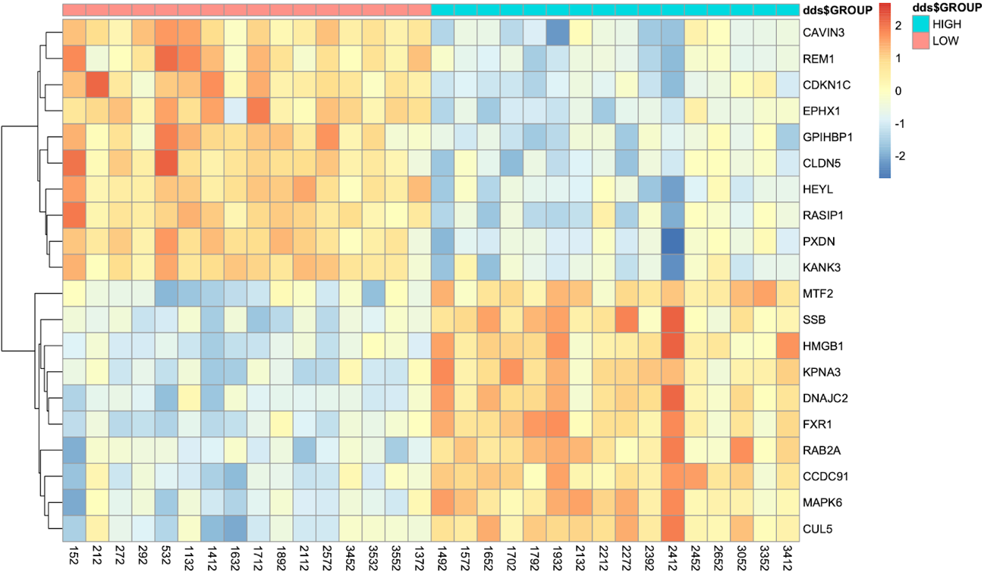 dds$GROUP
dds$GROUP
HIGH
LOW
2
1
0
-1
-2
CAVIN3
REM1
CDKN1C
EPHX1
GPIHBP1
CLDN5
HEYL
RASIP1
PXDN
KANK3
MTF2
SSB
HMGB1
KPNA3
DNAJC2
FXR1
RAB2A
CCDC91
MAPK6
CUL5
152
212
272
292
532
1132
1412
1632
1712
1892
2112
2572
3452
3532
3552
1372
1492
1572
1652
1702
1792
1932
2132
2212
2272
2392
2412
2452
2652
3052
3352
3412